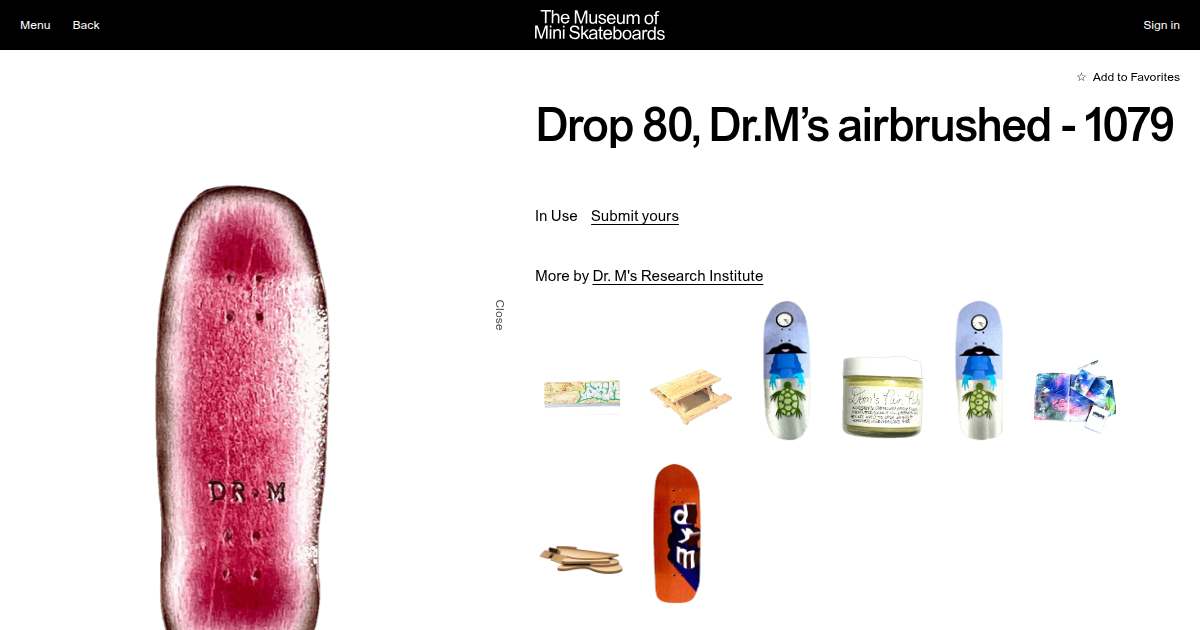 Menu
Back
The Museum of
Mini Skateboards
Sign in
☆ Add to Favorites
Drop 80, Dr.M’s airbrushed - 1079
In Use
Submit yours
More by Dr. M's Research Institute
Close
DR.M
drm